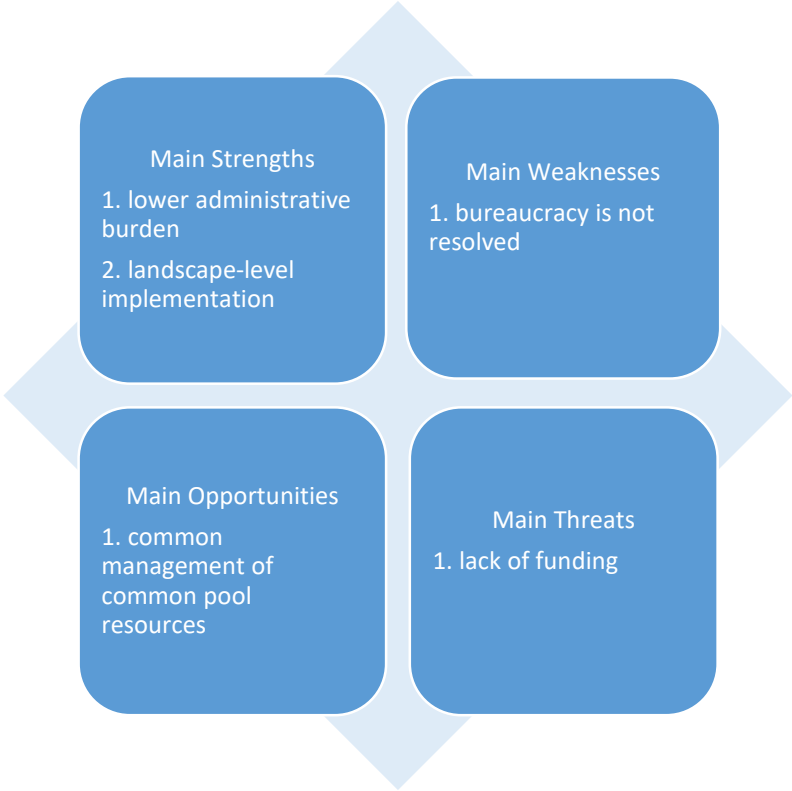 Main Strengths
1. lower administrative
burden
2. landscape-level
implementation
Main Weaknesses
1. bureaucracy is not
resolved
Main Opportunities
1. common
management of
common pool
resources
Main Threats
1. lack of funding